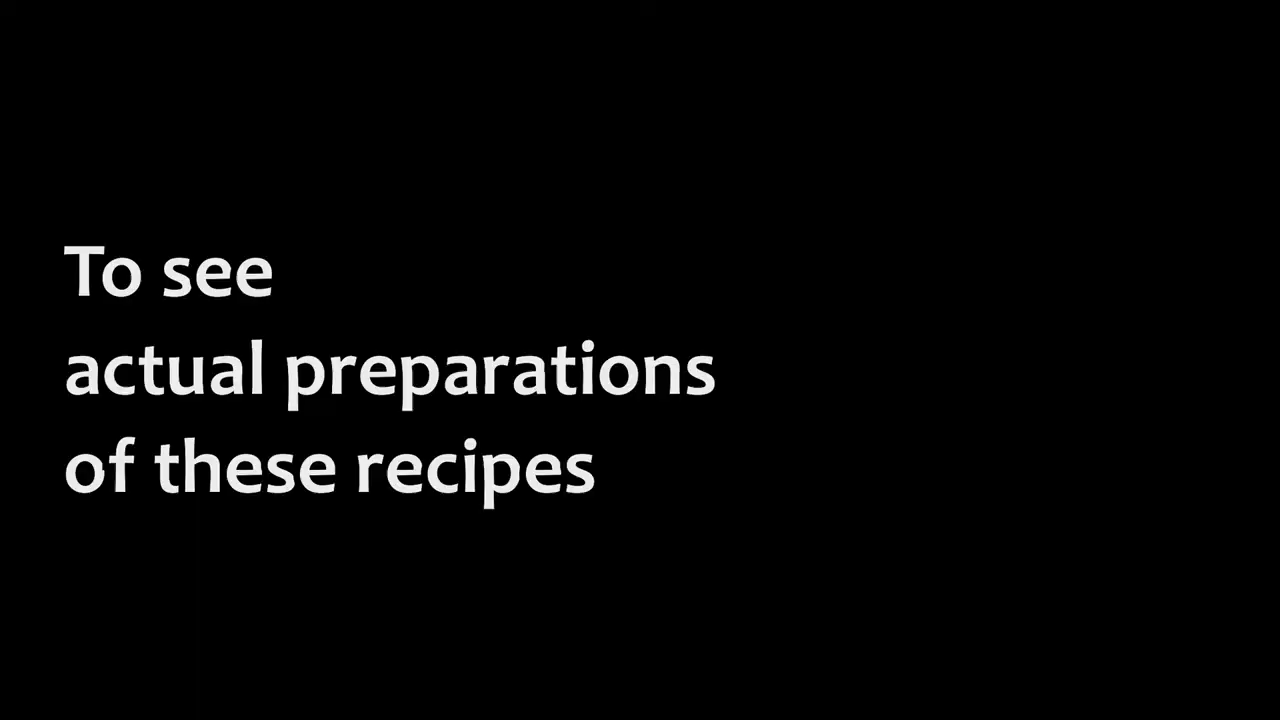 To see
actual preparations
of these recipes